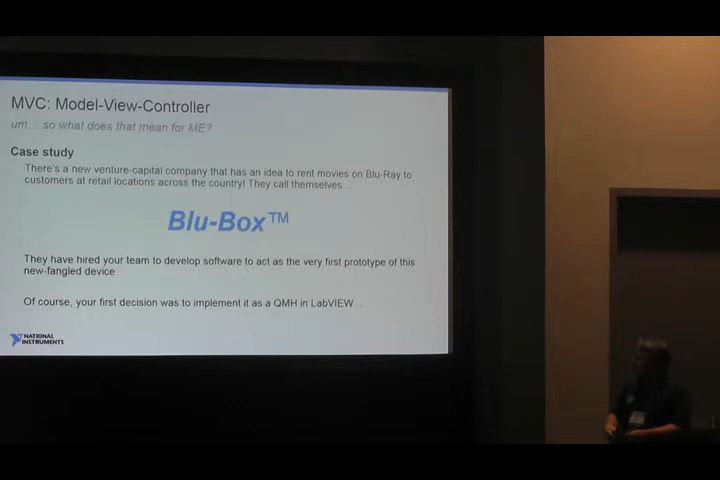 MVC: Model-View-Controller
um… so what does that mean for ME?
Case study
There's a new venture-capital company that has an idea to rent movies on Blu-Ray to
customers at retail locations across the country! They call themselves…
Blu-Box™
They have hired your team to develop software to act as the very first prototype of this
new-fangled device
Of course, your first decision was to implement it as a QMH in LabVIEW…
NATIONAL
INSTRUMENTS